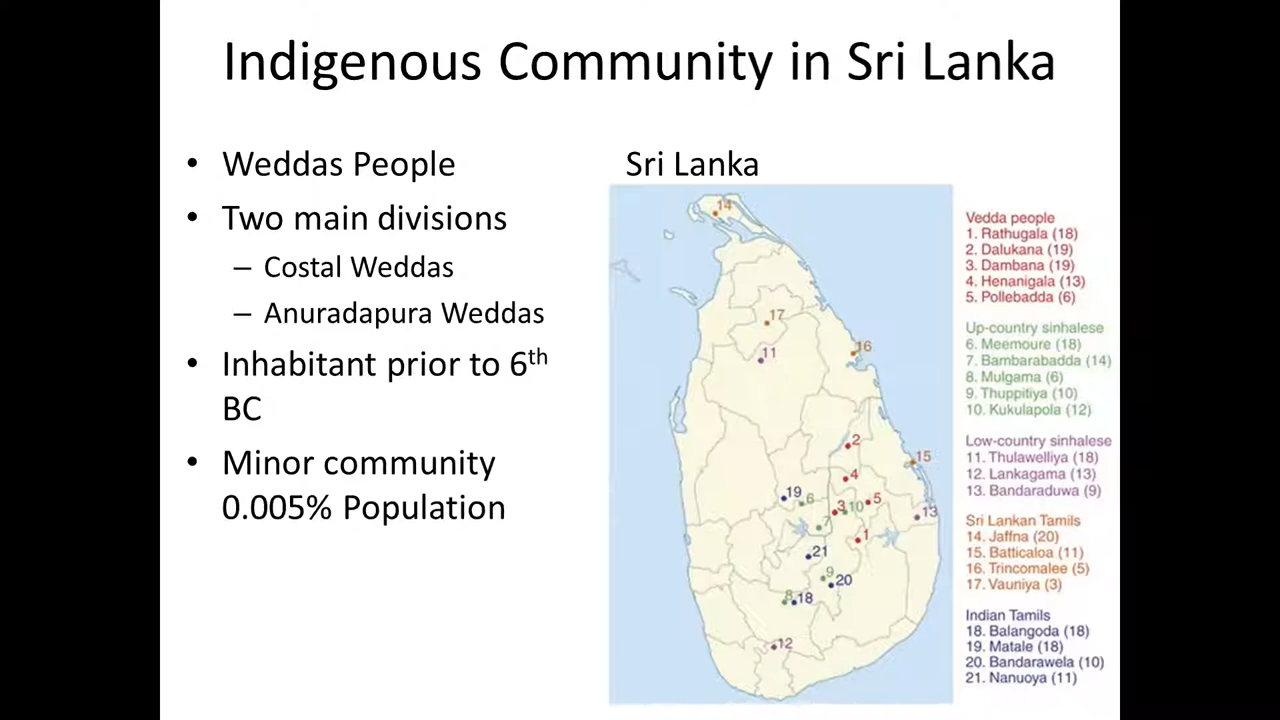 Indigenous Community in Sri Lanka
• Weddas People
• Two main divisions
– Costal Weddas
– Anuradapura Weddas
• Inhabitant prior to 6th
BC
• Minor community
0.005% Population
Sri Lanka
14
17
11
16
2
15
4
19
6
3
10
5
13
7
1
21
9
20
8
18
12
Vedda people
1. Rathugala (18)
2. Dalukana (19)
3. Dambana (19)
4. Henanigala (13)
5. Pollebadda (6)
Up-country sinhalese
6. Meemoure (18)
7. Bambarabadda (14)
8. Mulgama (6)
9. Thuppitiya (10)
10. Kukulapola (12)
Low-country sinhalese
11. Thulawelliya (18)
12. Lankagama (13)
13. Bandaraduwa (9)
Sri Lankan Tamils
14. Jaffna (20)
15. Batticaloa (11)
16. Trincomalee (5)
17. Vauniya (3)
Indian Tamils
18. Balangoda (18)
19. Matale (18)
20. Bandarawela (10)
21. Nanuoya (11)